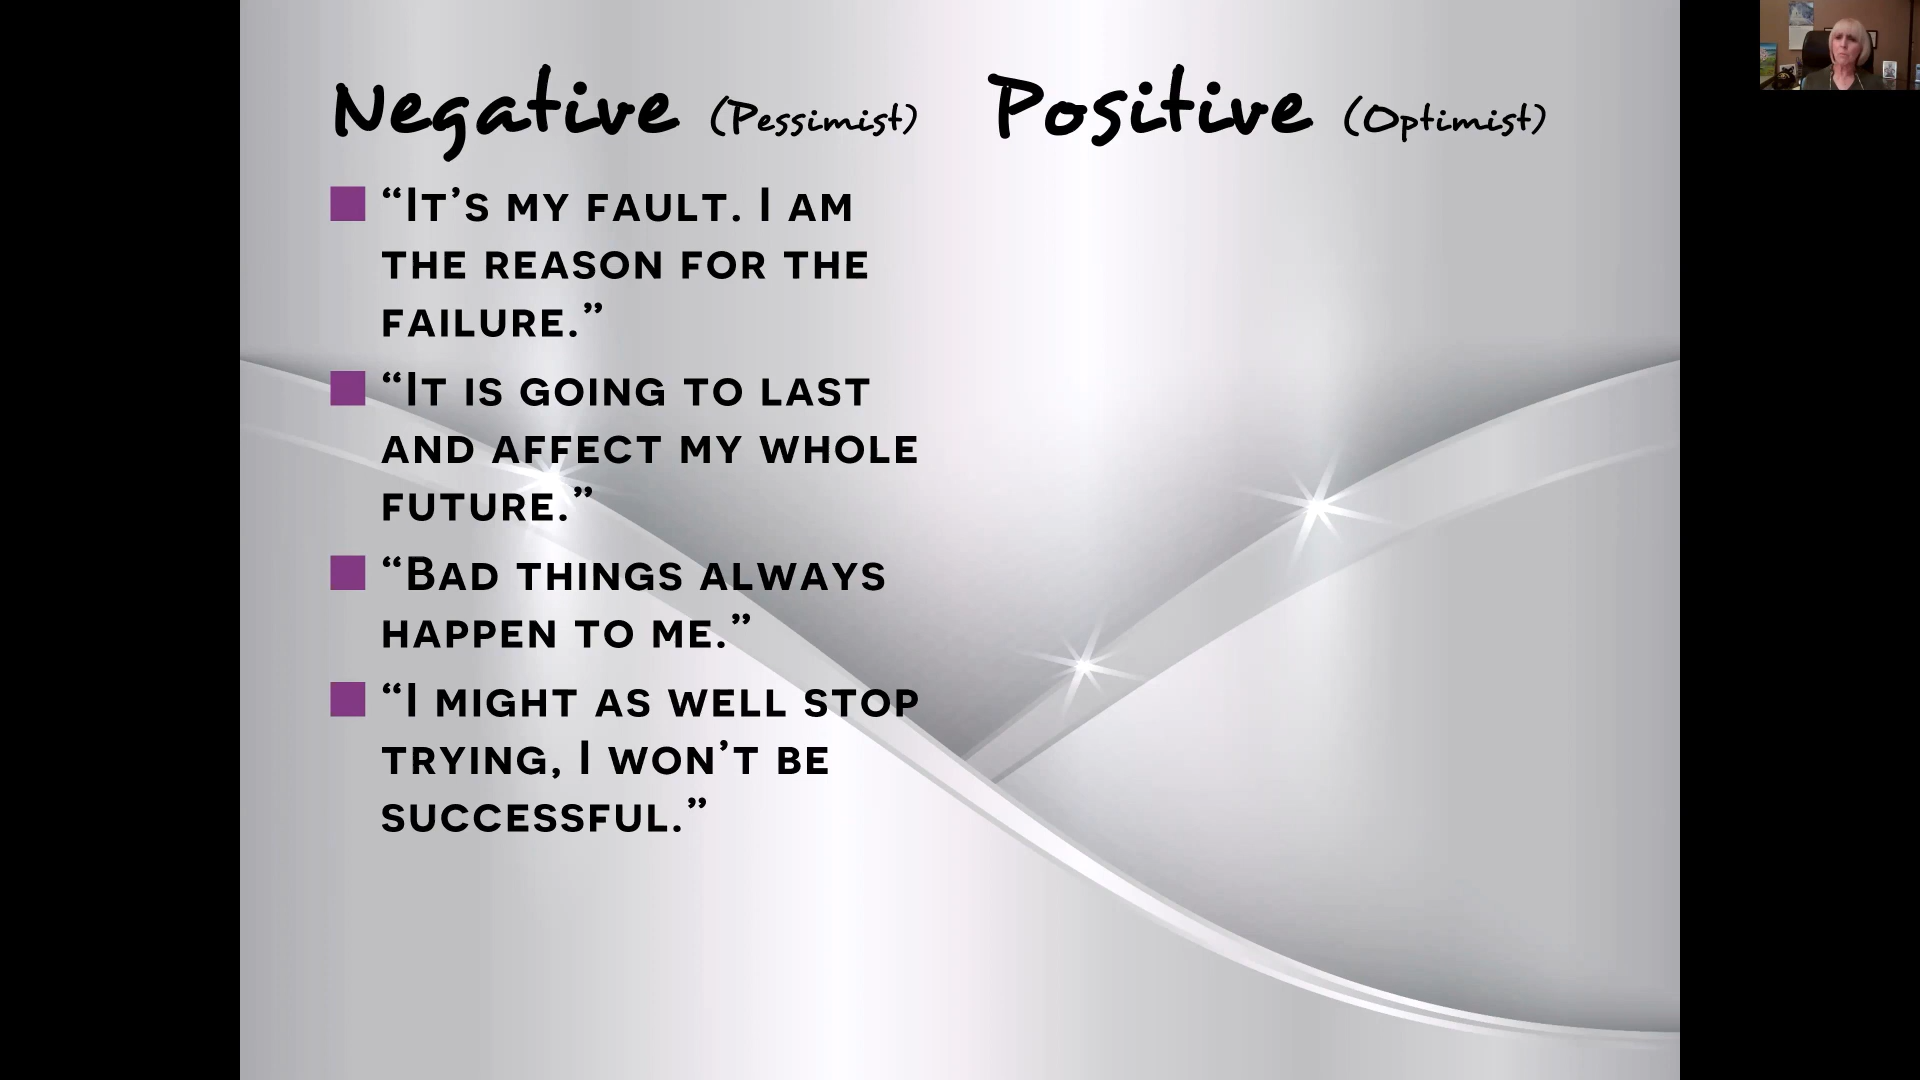 Negative (Pessimist)
Positive (Optimist)
“It’s my fault. I am
the reason for the
failure.”
“It is going to last
and affect my whole
future.”
“Bad things always
happen to me.”
“I might as well stop
trying, I won’t be
successful.”